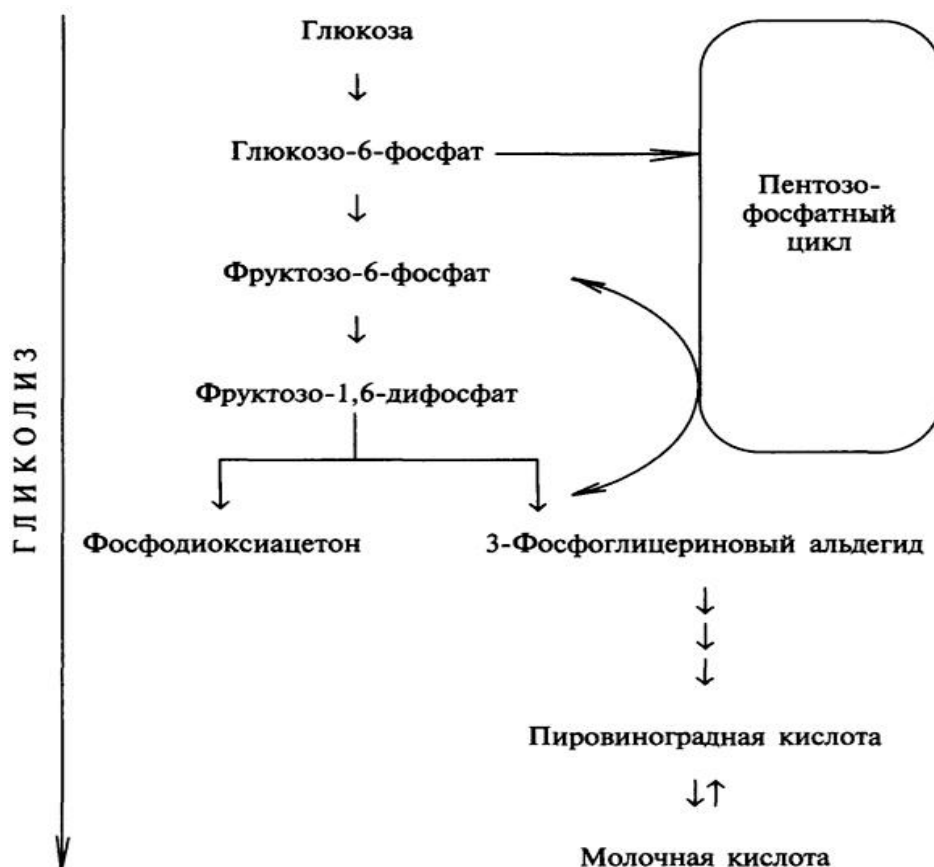 Глюкоза
Глюкозо-6-фосфат
Пентозо-
фосфатный
цикл
Фруктозо-6-фосфат
Фруктозо-1,6-дифосфат
ГЛИКОЛИЗ
Фосфодиоксиацетон
3-Фосфоглицериновый альдегид
Пировиноградная кислота
Молочная кислота